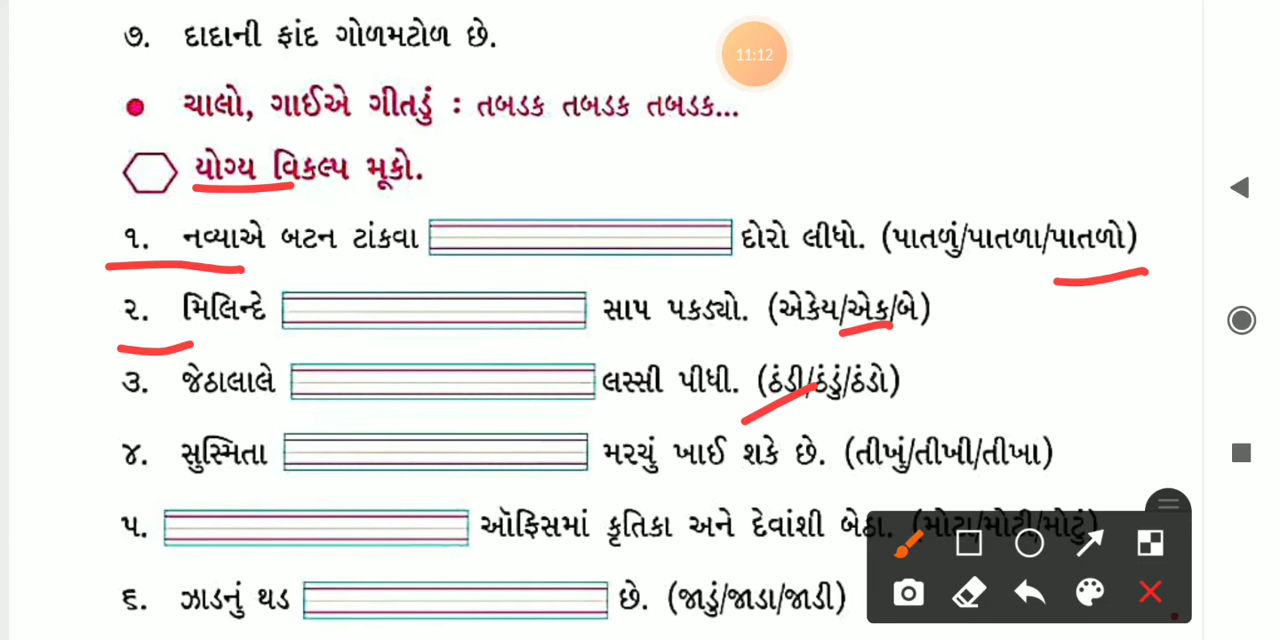 ૭. દાદાની ફાંદ ગોળમટોળ છે.
11:12
ચાલો, ગાઈએ ગીતડું : તબડક તબડક તબડક...
યોગ્ય વિકલ્પ મૂકો.
૧. નવ્યાએ બટન ટાંકવા દોરો લીધો. (પાતળું/પાતળા/પાતળો)
૨. મિલિન્દે સાપ પકડ્યો. (એકેય/એક/બે)
૩. જેઠાલાલે લસ્સી પીધી. (ઠંડી/ઠંડું/ઠંડો)
૪. સુસ્મિતા મરચું ખાઈ શકે છે. (તીખું/તીખી/તીખા)
૫. ઑફિસમાં કૃતિકા અને દેવાંશી બેઠા. (મોટા/મોટી/મોટું)
૬. ઝાડનું થડ છે. (જાડું/જાડા/જાડી)